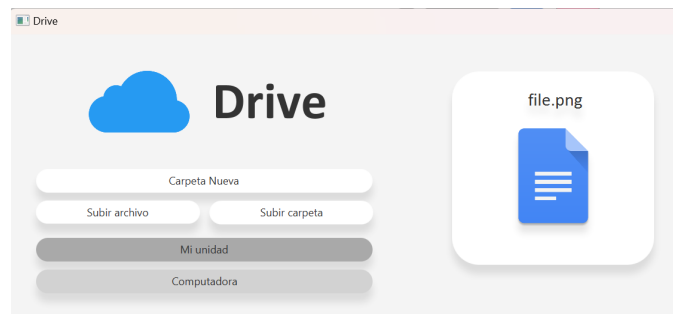 Drive
Drive
Carpeta Nueva
Subir archivo
Subir carpeta
Mi unidad
Computadora
file.png